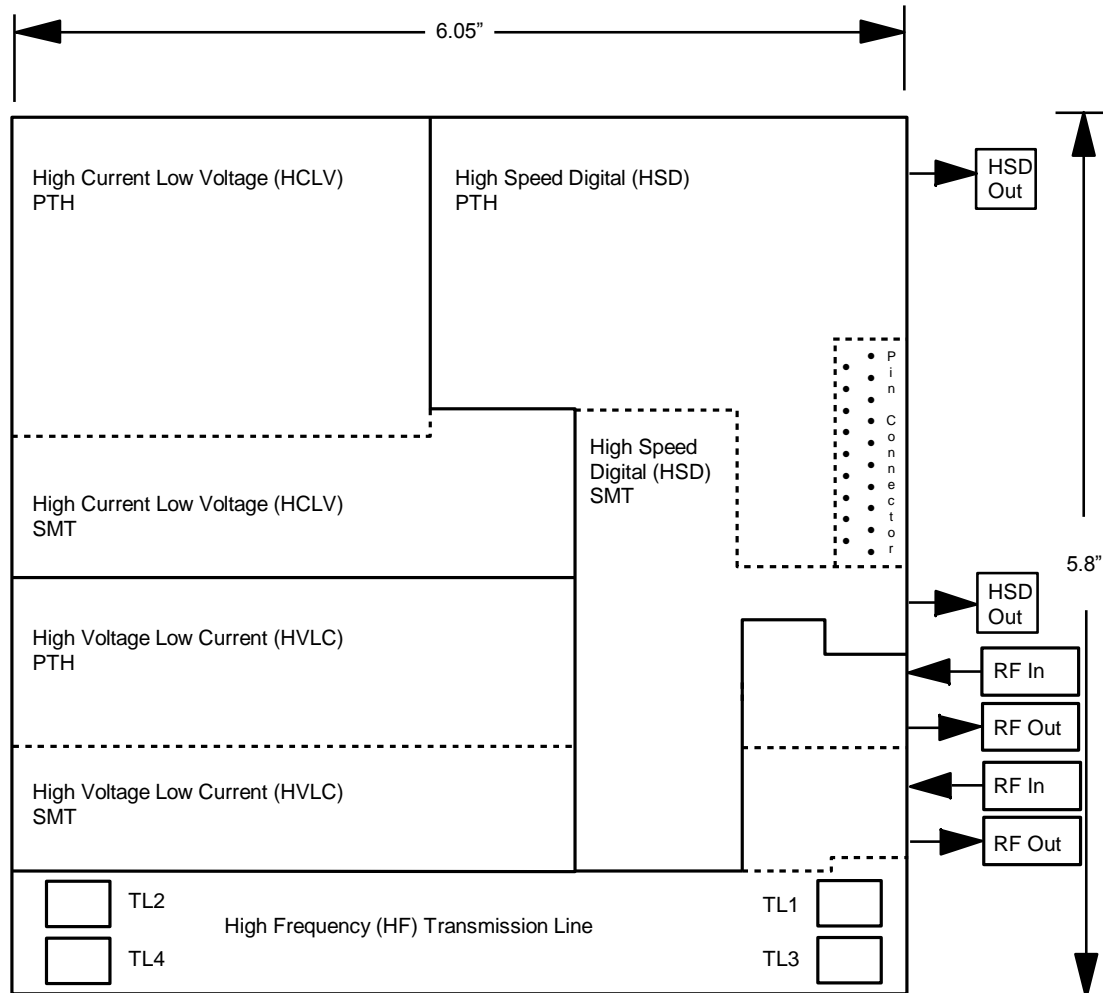 6.05”
High Current Low Voltage (HCLV)
PTH
High Speed Digital (HSD)
PTH
HSD
Out
Pin Connector
High Speed
Digital (HSD)
SMT
High Current Low Voltage (HCLV)
SMT
5.8”
HSD
Out
High Voltage Low Current (HVLC)
PTH
RF In
RF Out
High Voltage Low Current (HVLC)
SMT
RF In
RF Out
TL2
TL1
High Frequency (HF) Transmission Line
TL4
TL3